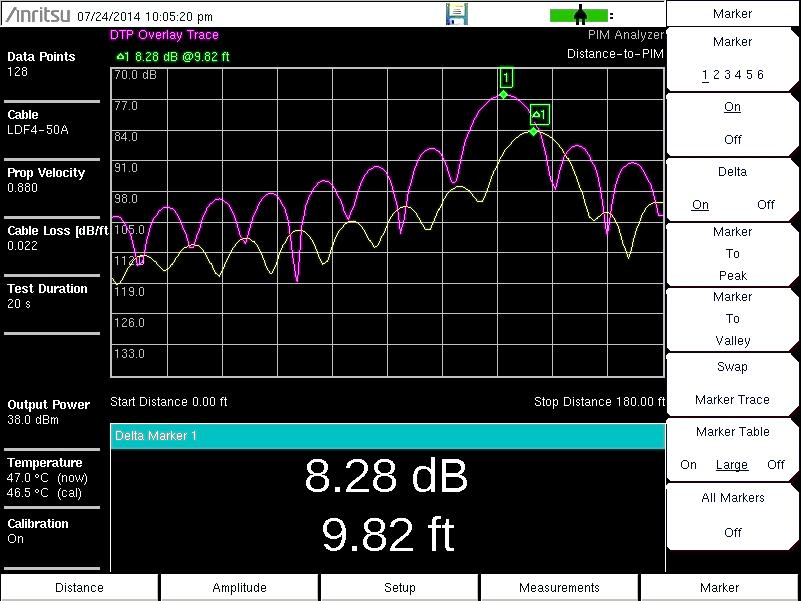 Anritsu 07/24/2014 10:05:20 pm
Data Points
128
Cable
LDF4-50A
Prop Velocity
0.880
Cable Loss [dB/ft
0.022
Test Duration
20 s
Output Power
38.0 dBm
Temperature
47.0 °C (now)
46.5 °C (cal)
Calibration
On
DTP Overlay Trace
PIM Analyzer
Δ1 8.28 dB @9.82 ft
Distance-to-PIM
70.0 dB
77.0
84.0
91.0
98.0
105.0
112.0
119.0
126.0
133.0
1
Δ1
Start Distance 0.00 ft
Stop Distance 180.00 ft
Delta Marker 1
8.28 dB
9.82 ft
Marker
Marker
1 2 3 4 5 6
On
Off
Delta
On Off
Marker
To
Peak
Marker
To
Valley
Swap
Marker Trace
Marker Table
On Large Off
All Markers
Off
Distance
Amplitude
Setup
Measurements
Marker